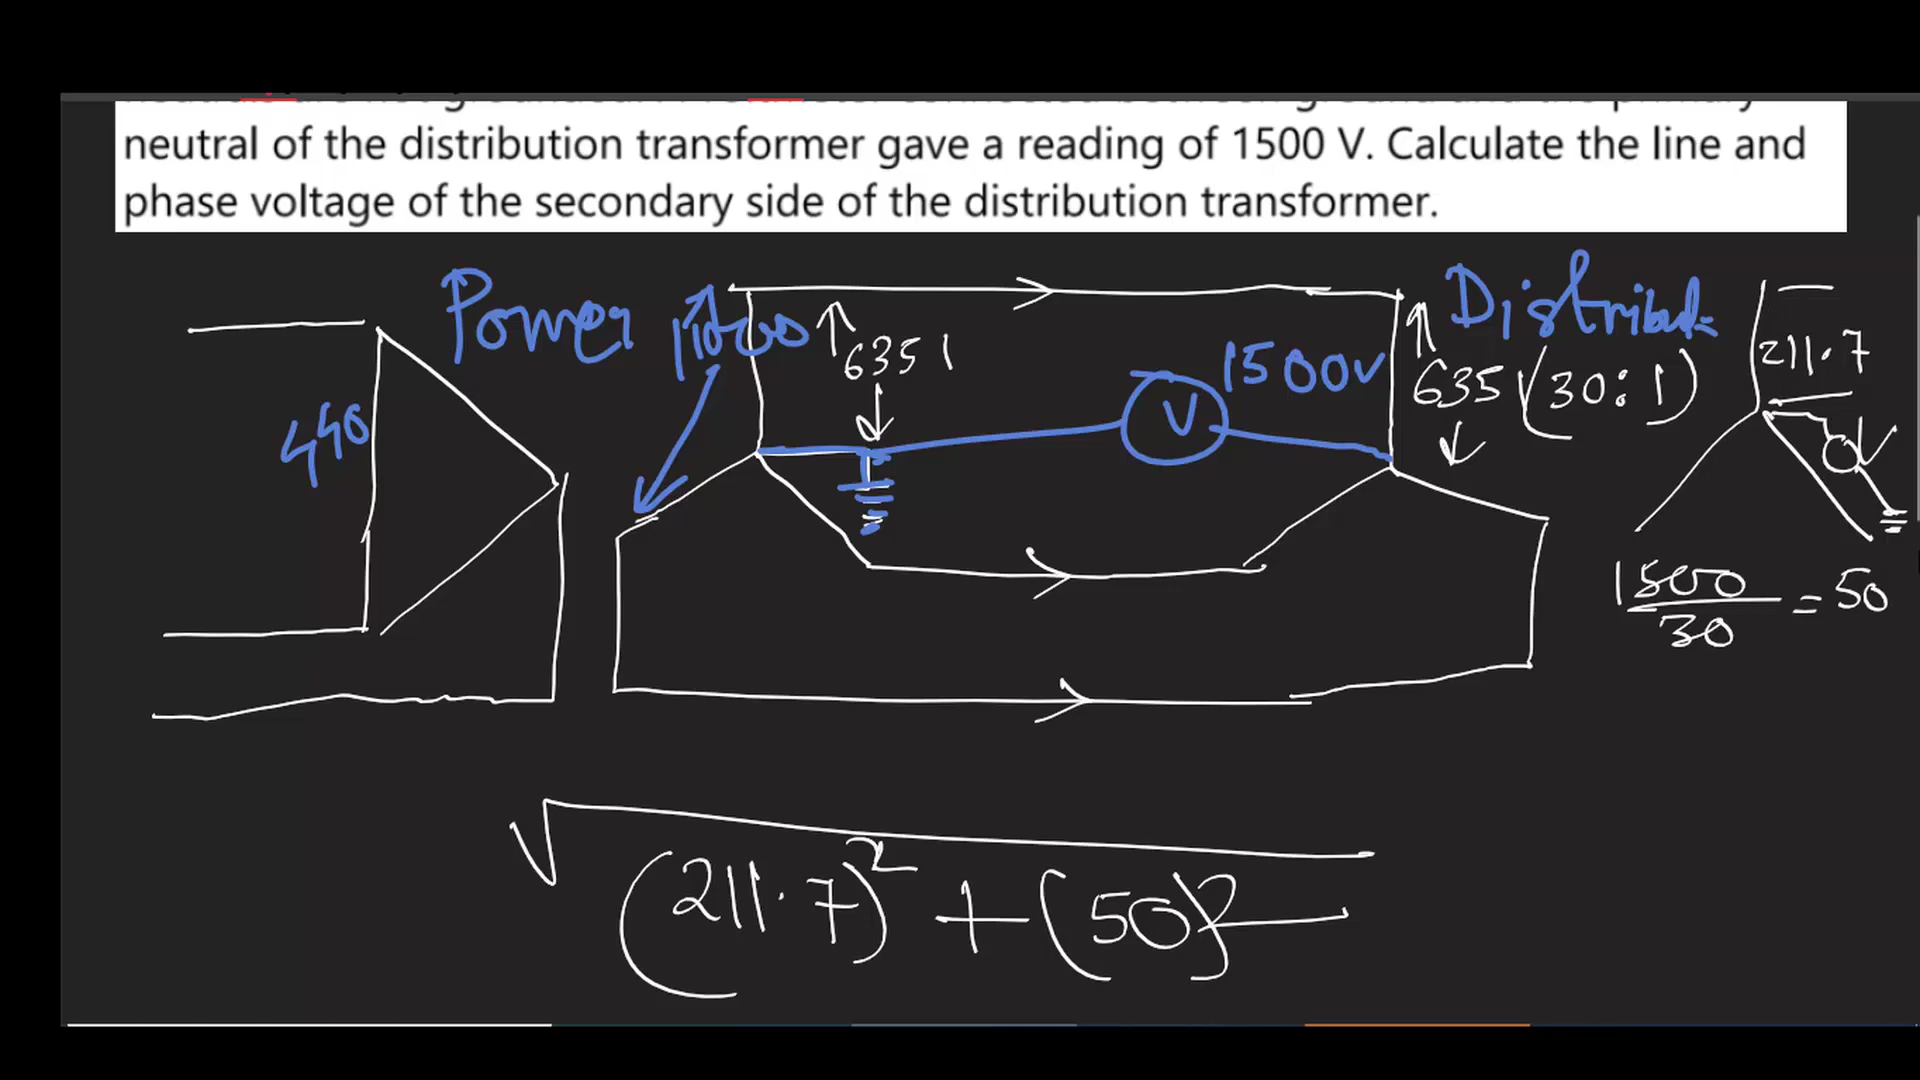 neutral of the distribution transformer gave a reading of 1500 V. Calculate the line and
phase voltage of the secondary side of the distribution transformer.
Power
6351
1500V
V
635 (30:1)
211.7
440
V
1500/30 = 50
√(211.7)² + (50)²